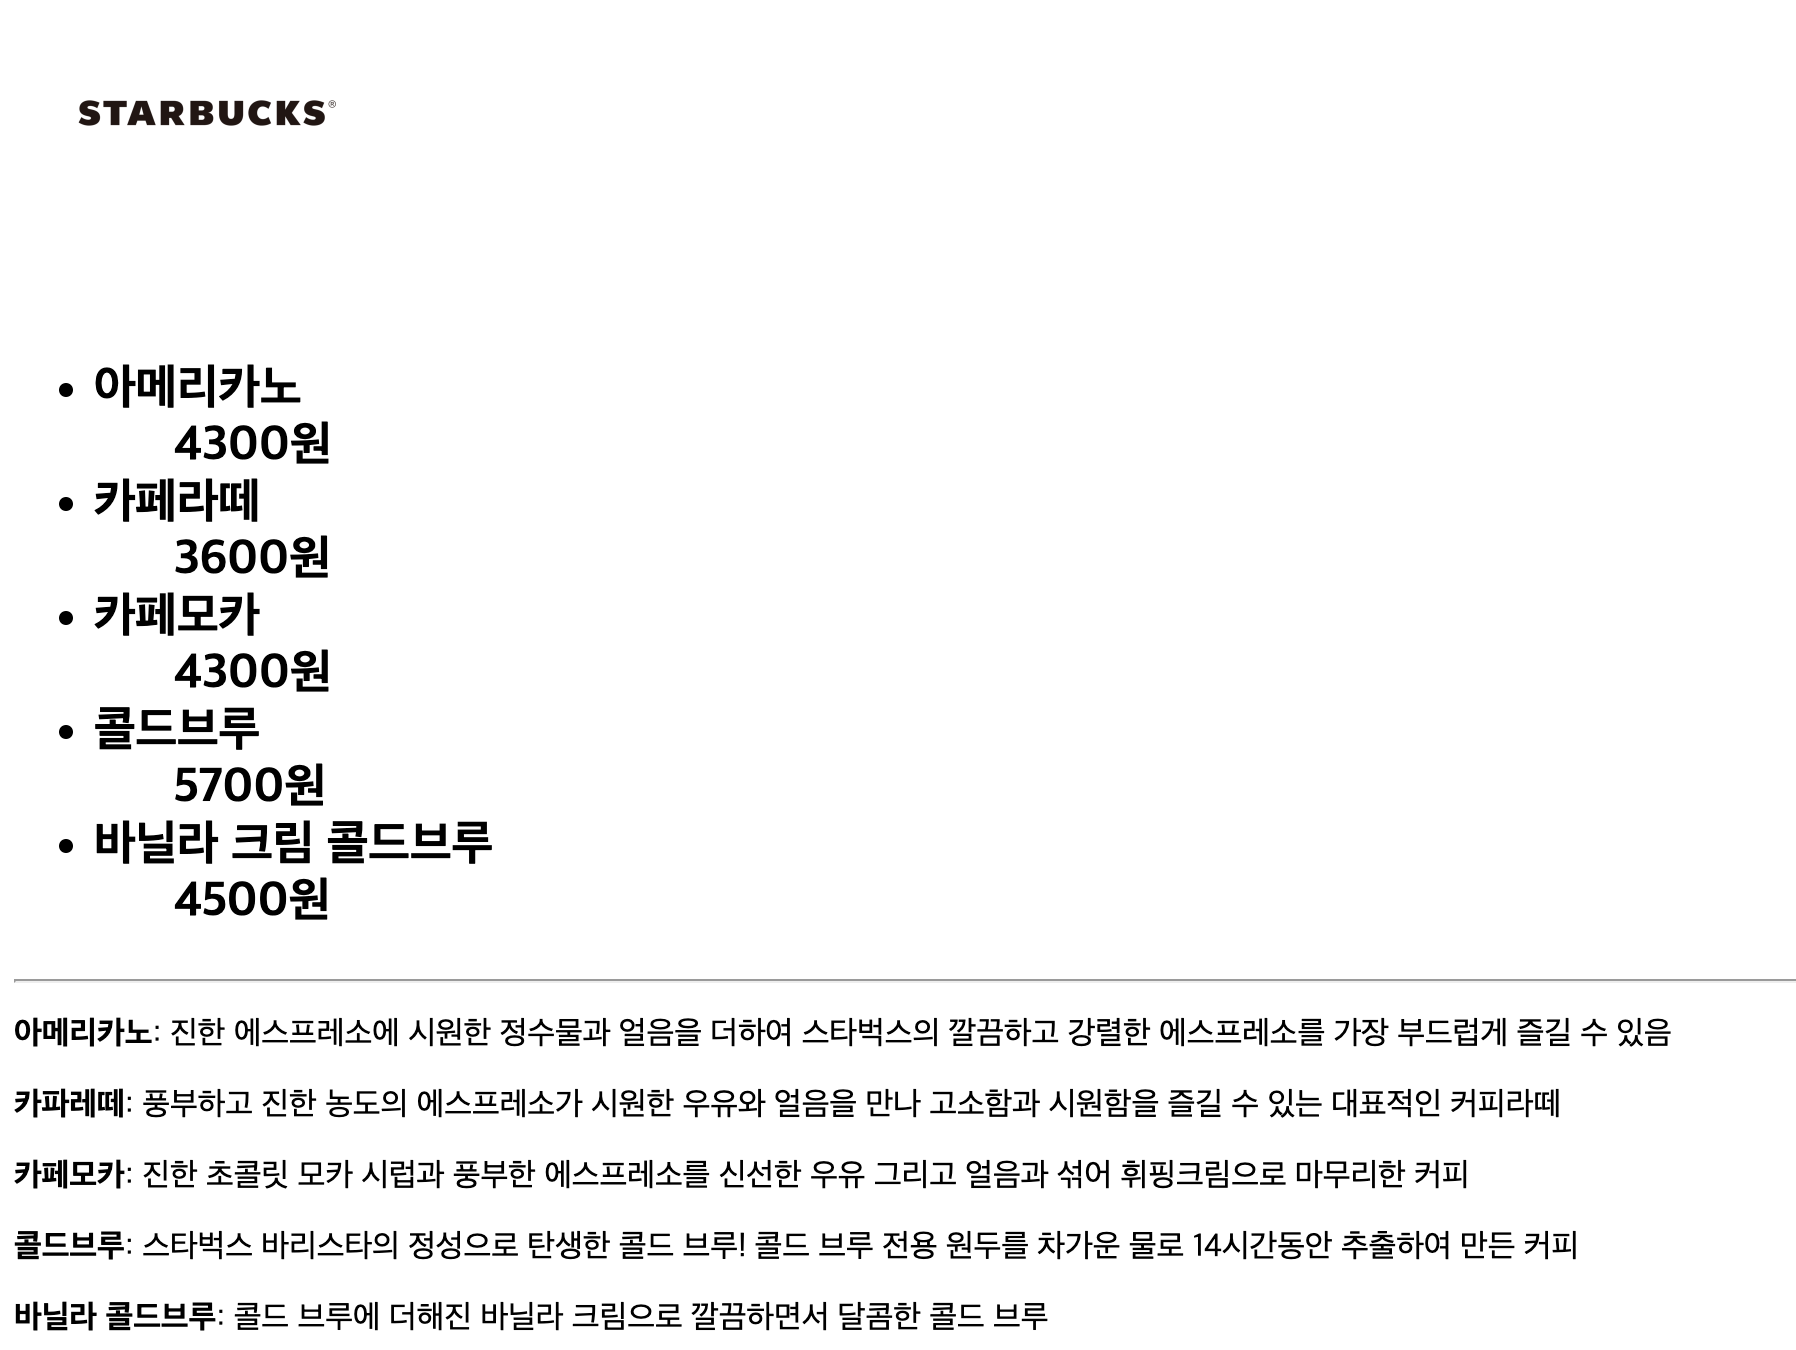 STARBUCKS®
• 아메리카노
4300원
• 카페라떼
3600원
• 카페모카
4300원
• 콜드브루
5700원
• 바닐라 크림 콜드브루
4500원
아메리카노: 진한 에스프레소에 시원한 정수물과 얼음을 더하여 스타벅스의 깔끔하고 강렬한 에스프레소를 가장 부드럽게 즐길 수 있음
카파레떼: 풍부하고 진한 농도의 에스프레소가 시원한 우유와 얼음을 만나 고소함과 시원함을 즐길 수 있는 대표적인 커피라떼
카페모카: 진한 초콜릿 모카 시럽과 풍부한 에스프레소를 신선한 우유 그리고 얼음과 섞어 휘핑크림으로 마무리한 커피
콜드브루: 스타벅스 바리스타의 정성으로 탄생한 콜드 브루! 콜드 브루 전용 원두를 차가운 물로 14시간동안 추출하여 만든 커피
바닐라 콜드브루: 콜드 브루에 더해진 바닐라 크림으로 깔끔하면서 달콤한 콜드 브루